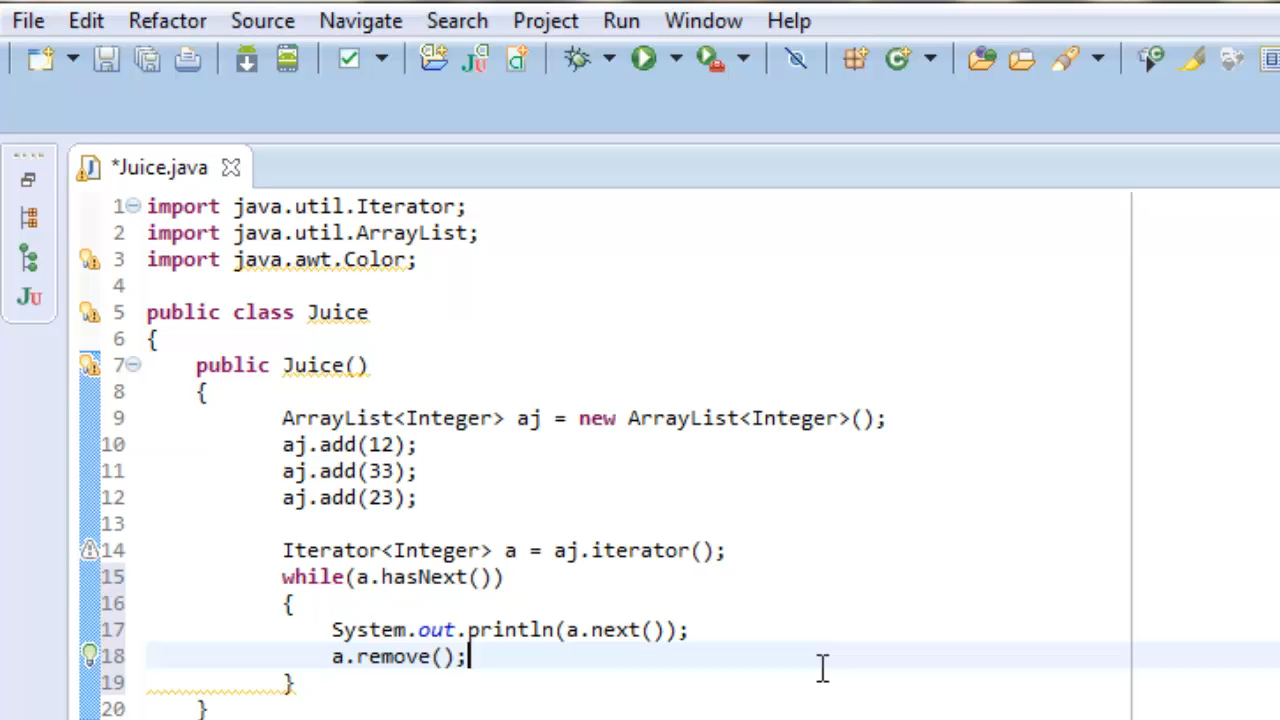 File Edit Refactor Source Navigate Search Project Run Window Help
*Juice.java
1 import java.util.Iterator;
2 import java.util.ArrayList;
3 import java.awt.Color;
4
5 public class Juice
6 {
7 public Juice()
8 {
9 ArrayList<Integer> aj = new ArrayList<Integer>();
10 aj.add(12);
11 aj.add(33);
12 aj.add(23);
13
14 Iterator<Integer> a = aj.iterator();
15 while(a.hasNext())
16 {
17 System.out.println(a.next());
18 a.remove();
19 }
20 }